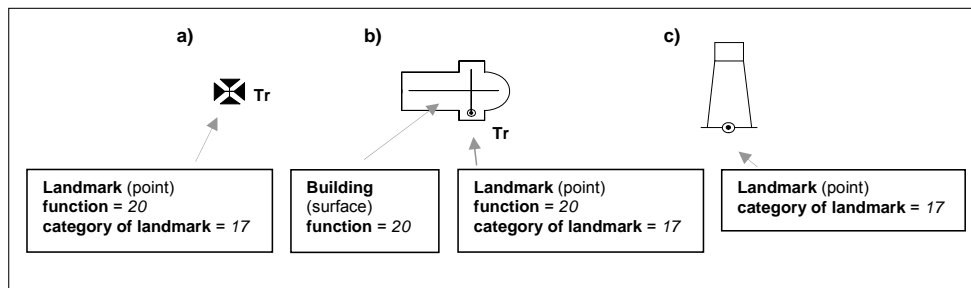 a)
b)
c)
Tr
Tr
Landmark (point)
function = 20
category of landmark = 17
Building
(surface)
function = 20
Landmark (point)
function = 20
category of landmark = 17
Landmark (point)
category of landmark = 17